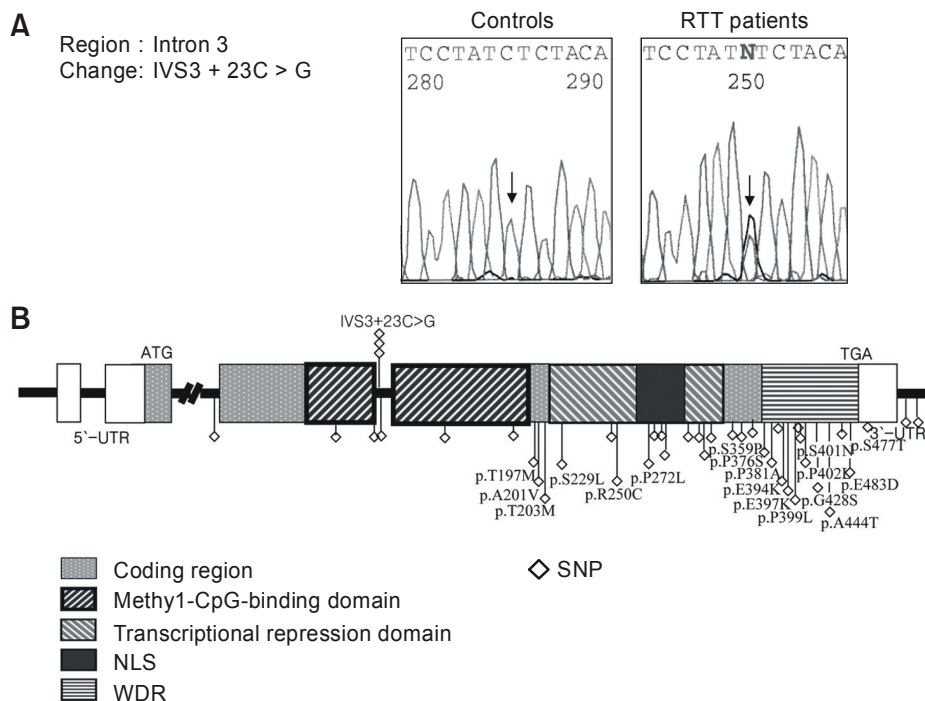 A
Region : Intron 3
Change: IVS3 + 23C > G
Controls
TCCTATCTCTACA
280 290
RTT patients
TCCTATNTCTACA
250
B
IVS3+23C>G
ATG
TGA
5`−UTR
3`−UTR
p.S477T
p.S359P
p.S401N
p.T197M
p.S229L
p.P272L
p.P376S
p.P402L
p.E483D
p.A201V
p.R250C
p.P381A
p.T203M
p.E394K
p.G428S
p.E397K
p.P399L
p.A444T
Coding region
Methy1-CpG-binding domain
Transcriptional repression domain
NLS
WDR
SNP